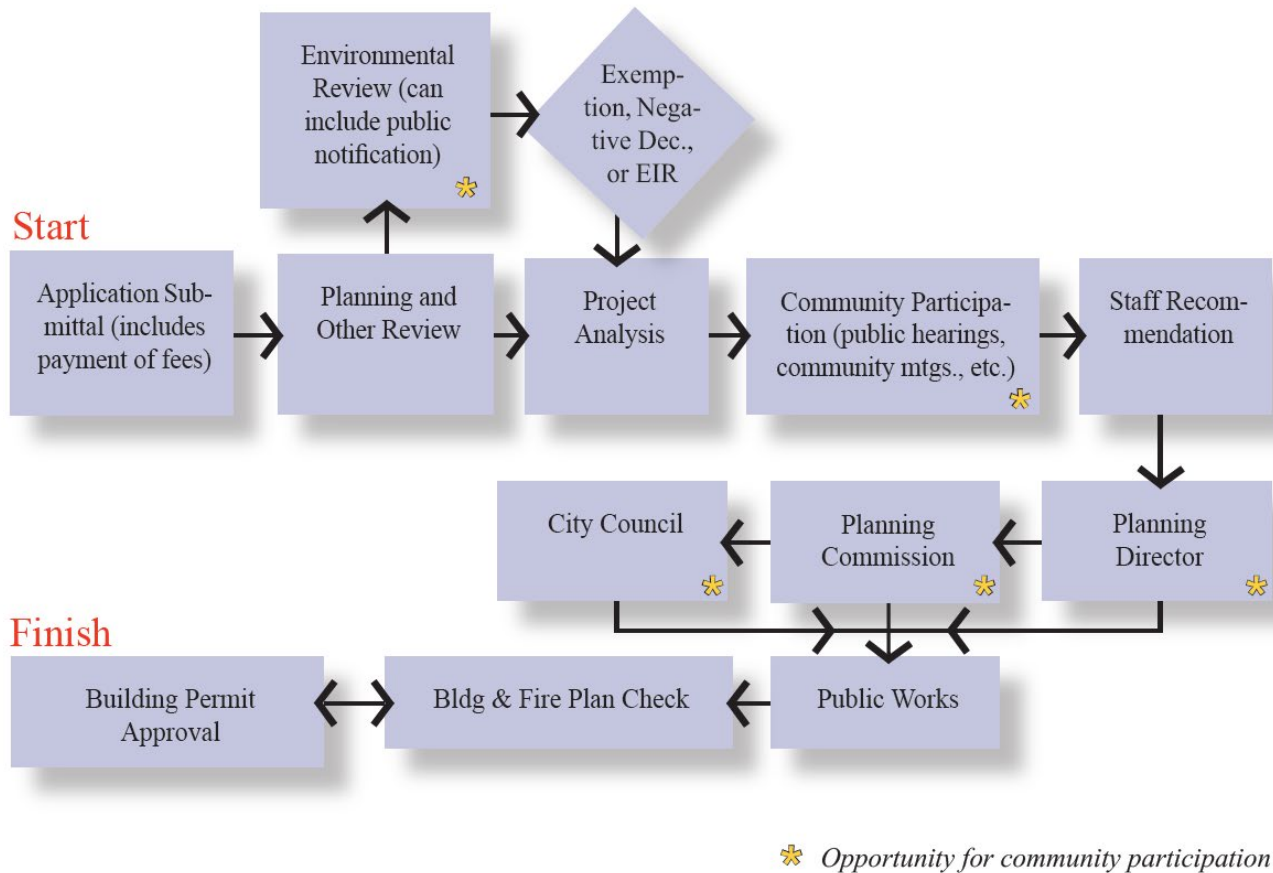 Environmental
Review (can
include public
notification)
*
Exemp-
tion, Nega-
tive Dec.,
or EIR
Start
Application Sub-
mittal (includes
payment of fees)
Planning and
Other Review
Project
Analysis
Community Participa-
tion (public hearings,
community mtgs., etc.)
*
Staff Recom-
mendation
Planning
Director
*
Planning
Commission
*
City Council
*
Finish
Building Permit
Approval
Bldg & Fire Plan Check
Public Works
* Opportunity for community participation